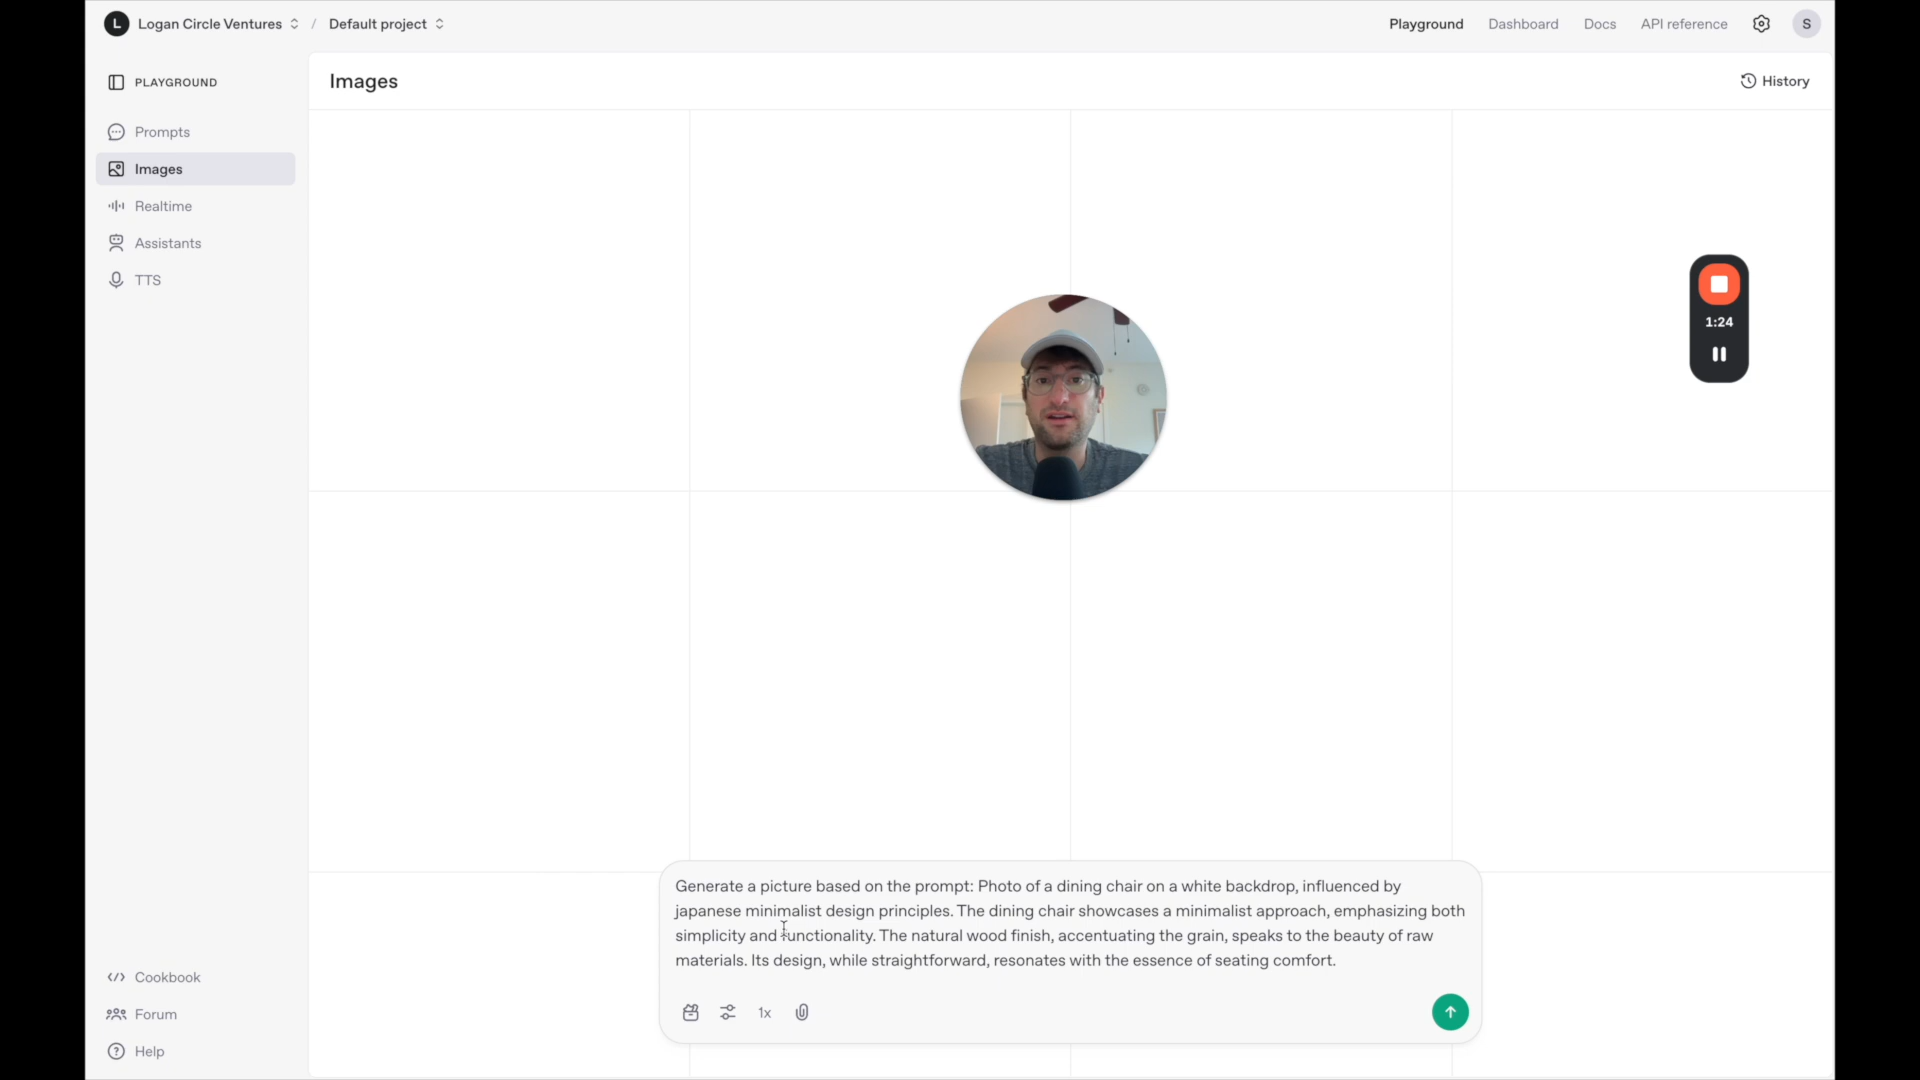 L Logan Circle Ventures / Default project
Playground Dashboard Docs API reference S
PLAYGROUND
Images
History
Prompts
Images
Realtime
Assistants
TTS
1:24
Generate a picture based on the prompt: Photo of a dining chair on a white backdrop, influenced by
japanese minimalist design principles. The dining chair showcases a minimalist approach, emphasizing both
simplicity and functionality. The natural wood finish, accentuating the grain, speaks to the beauty of raw
materials. Its design, while straightforward, resonates with the essence of seating comfort.
1x
Cookbook
Forum
Help